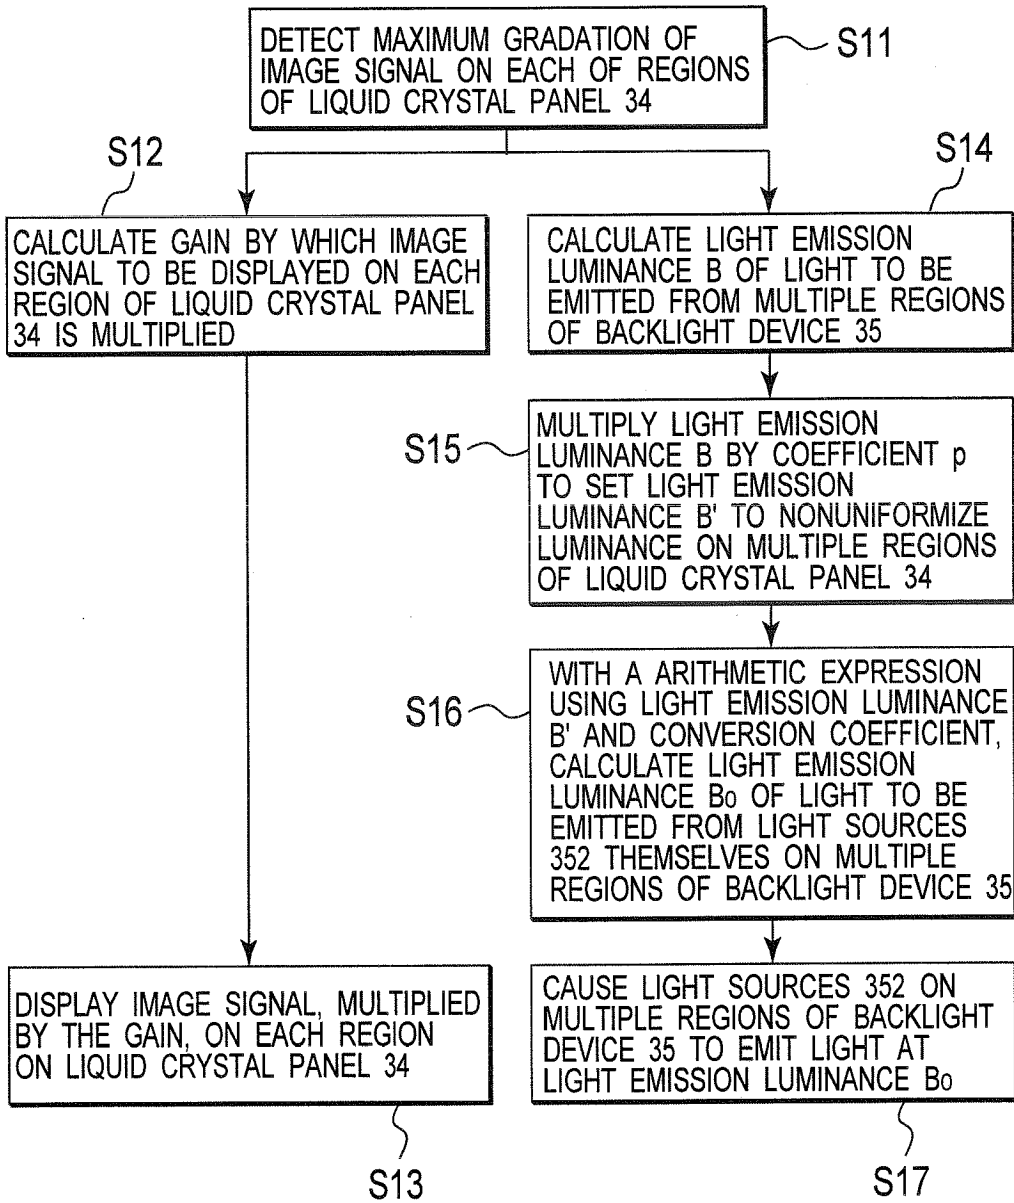 DETECT MAXIMUM GRADATION OF
IMAGE SIGNAL ON EACH OF REGIONS
OF LIQUID CRYSTAL PANEL 34
S11
S12
CALCULATE GAIN BY WHICH IMAGE
SIGNAL TO BE DISPLAYED ON EACH
REGION OF LIQUID CRYSTAL PANEL
34 IS MULTIPLIED
S14
CALCULATE LIGHT EMISSION
LUMINANCE B OF LIGHT TO BE
EMITTED FROM MULTIPLE REGIONS
OF BACKLIGHT DEVICE 35
S15
MULTIPLY LIGHT EMISSION
LUMINANCE B BY COEFFICIENT p
TO SET LIGHT EMISSION
LUMINANCE B' TO NONUNIFORMIZE
LUMINANCE ON MULTIPLE REGIONS
OF LIQUID CRYSTAL PANEL 34
S16
WITH A ARITHMETIC EXPRESSION
USING LIGHT EMISSION LUMINANCE
B' AND CONVERSION COEFFICIENT,
CALCULATE LIGHT EMISSION
LUMINANCE B₀ OF LIGHT TO BE
EMITTED FROM LIGHT SOURCES
352 THEMSELVES ON MULTIPLE
REGIONS OF BACKLIGHT DEVICE 35
DISPLAY IMAGE SIGNAL, MULTIPLIED
BY THE GAIN, ON EACH REGION
ON LIQUID CRYSTAL PANEL 34
S13
CAUSE LIGHT SOURCES 352 ON
MULTIPLE REGIONS OF BACKLIGHT
DEVICE 35 TO EMIT LIGHT AT
LIGHT EMISSION LUMINANCE B₀
S17